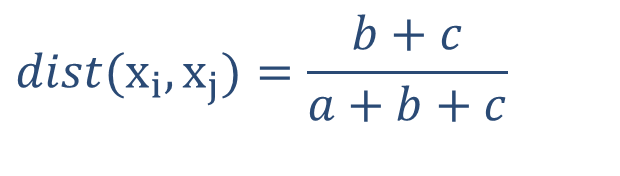 dist(xᵢ, xⱼ) = (b + c) / (a + b + c)